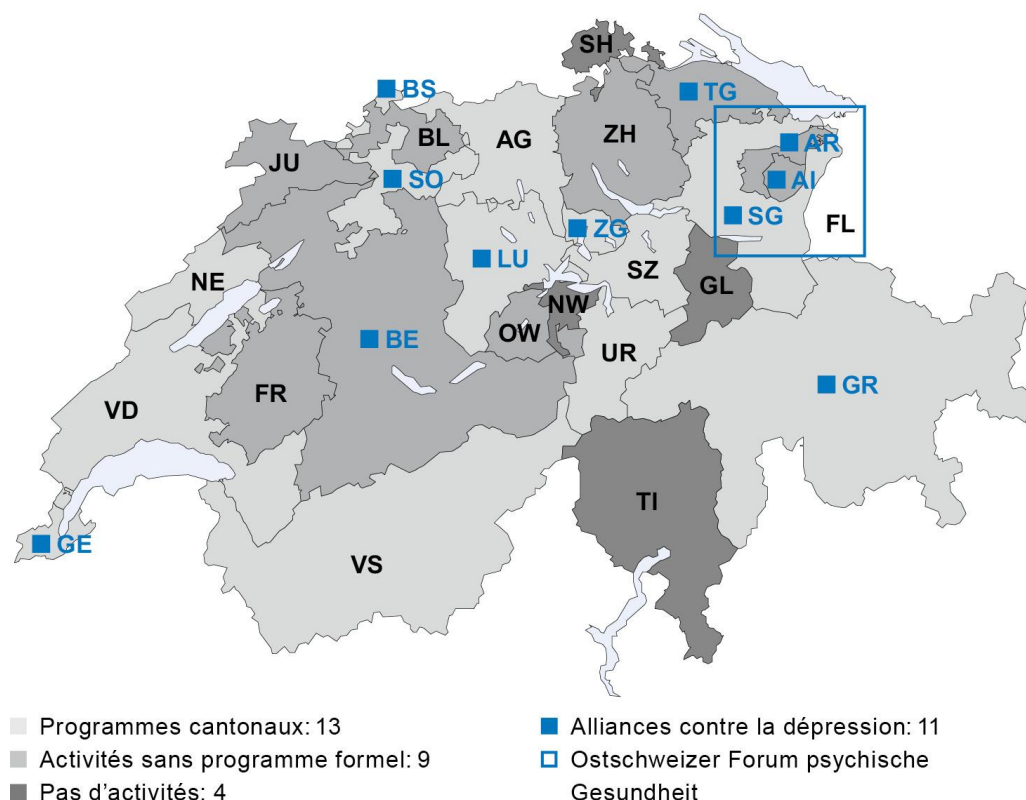 SH
BS
TG
BL
AG
ZH
AR
JU
SO
AI
SG
FL
ZG
LU
SZ
NE
GL
NW
OW
BE
UR
FR
GR
VD
TI
GE
VS
Programmes cantonaux: 13
Activités sans programme formel: 9
Pas d'activités: 4
Alliances contre la dépression: 11
Ostschweizer Forum psychische
Gesundheit